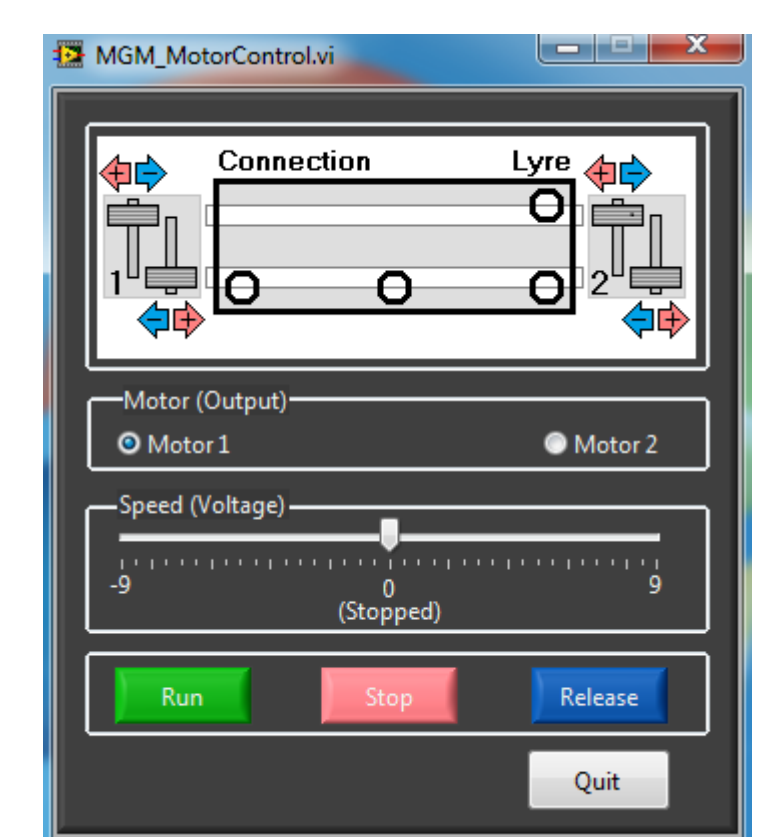 MGM_MotorControl.vi
Connection Lyre
+ - + -
1 2
- + - +
Motor (Output)
Motor 1 Motor 2
Speed (Voltage)
-9 0 9
(Stopped)
Run Stop Release
Quit